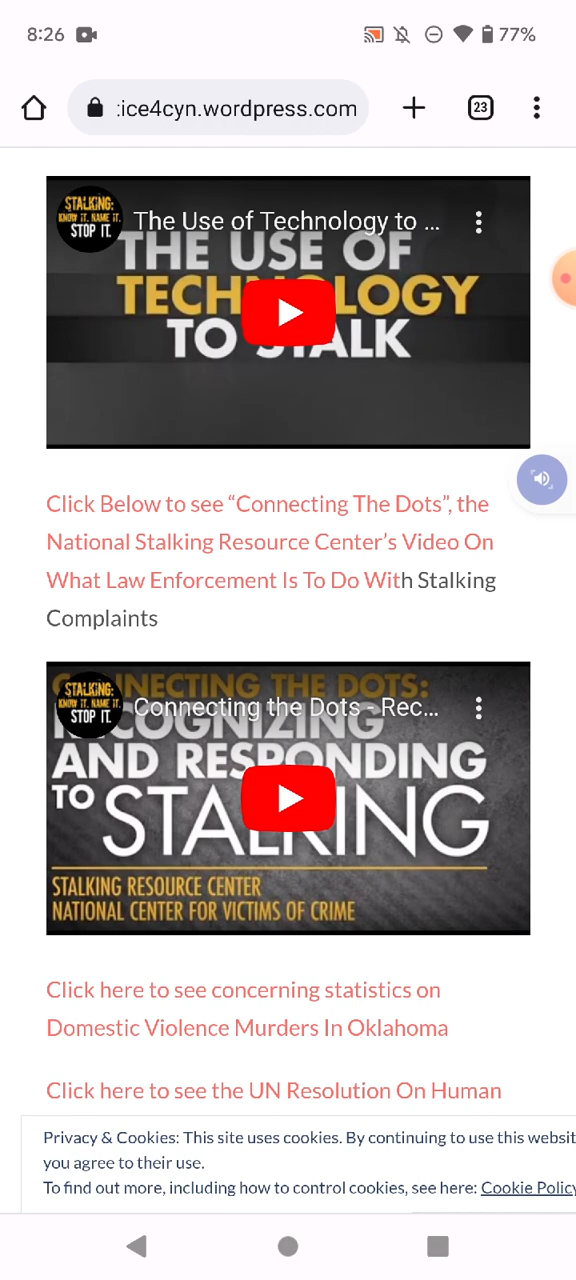 8:26
77%
:ice4cyn.wordpress.com
23
STALKING:
KNOW IT. NAME IT.
STOP IT.
The Use of Technology to ...
THE USE OF
TECHNOLOGY
TO STALK
Click Below to see “Connecting The Dots”, the
National Stalking Resource Center’s Video On
What Law Enforcement Is To Do With Stalking
Complaints
STALKING:
KNOW IT. NAME IT.
STOP IT.
Connecting the Dots - Rec...
CONNECTING THE DOTS:
RECOGNIZING
AND RESPONDING
TO STALKING
STALKING RESOURCE CENTER
NATIONAL CENTER FOR VICTIMS OF CRIME
Click here to see concerning statistics on
Domestic Violence Murders In Oklahoma
Click here to see the UN Resolution On Human
Privacy & Cookies: This site uses cookies. By continuing to use this websit
you agree to their use.
To find out more, including how to control cookies, see here: Cookie Policy